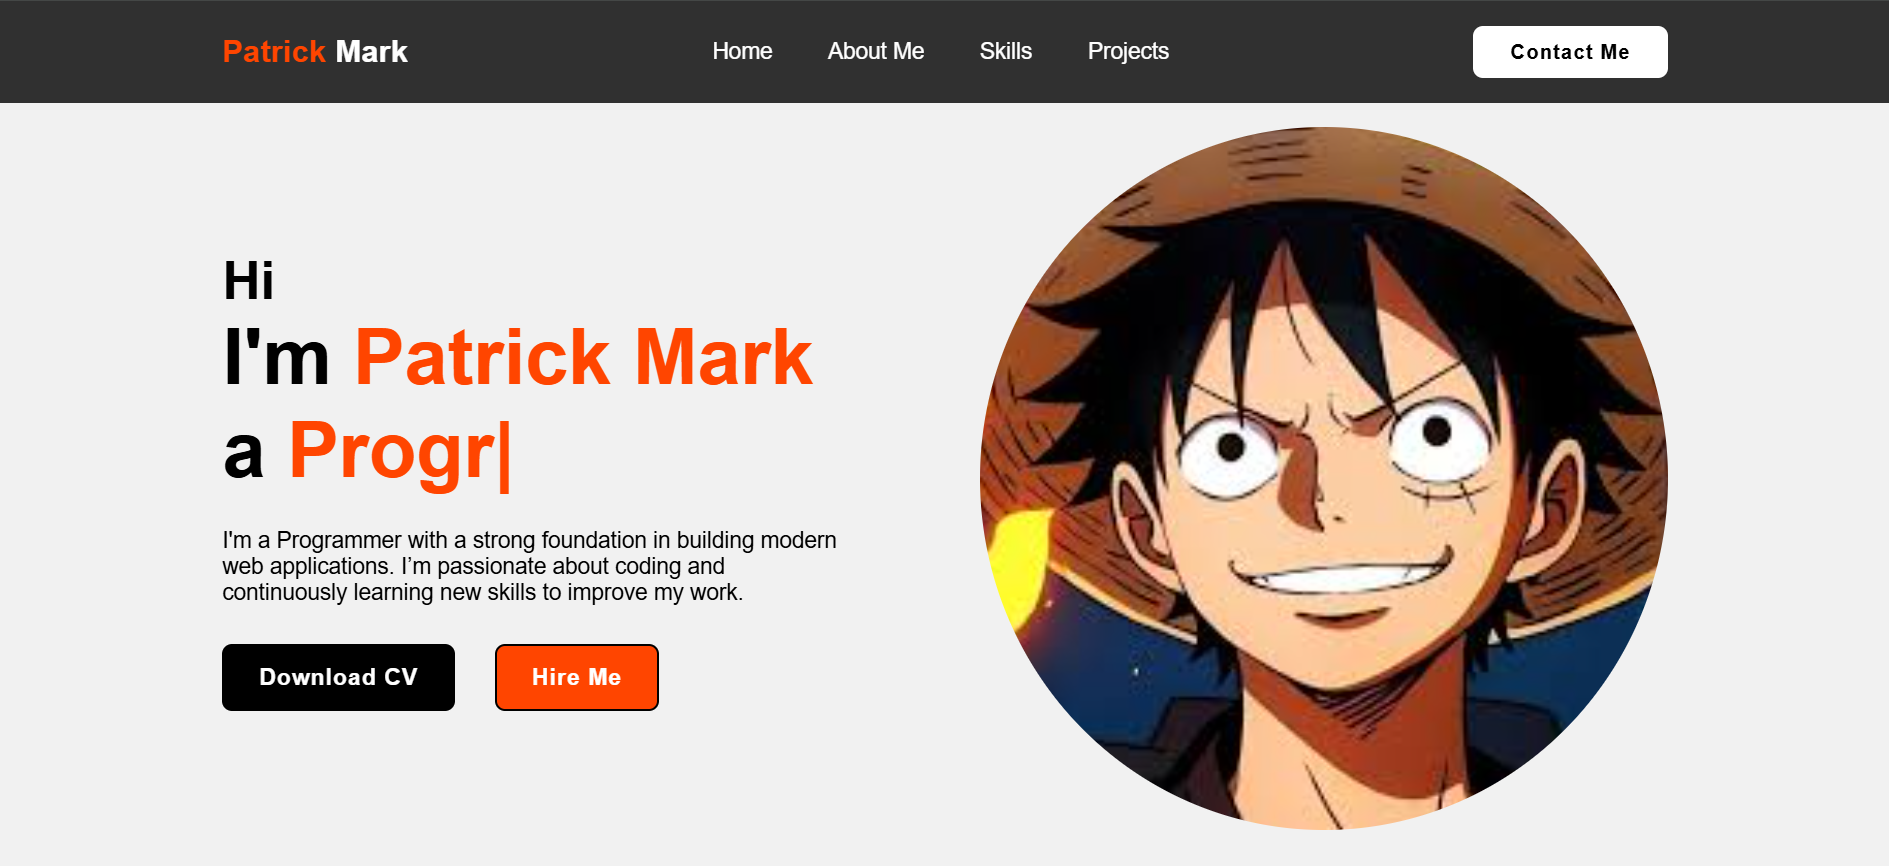 Patrick Mark
Home About Me Skills Projects
Contact Me
Hi
I'm Patrick Mark
a Progr|
I'm a Programmer with a strong foundation in building modern
web applications. I’m passionate about coding and
continuously learning new skills to improve my work.
Download CV
Hire Me